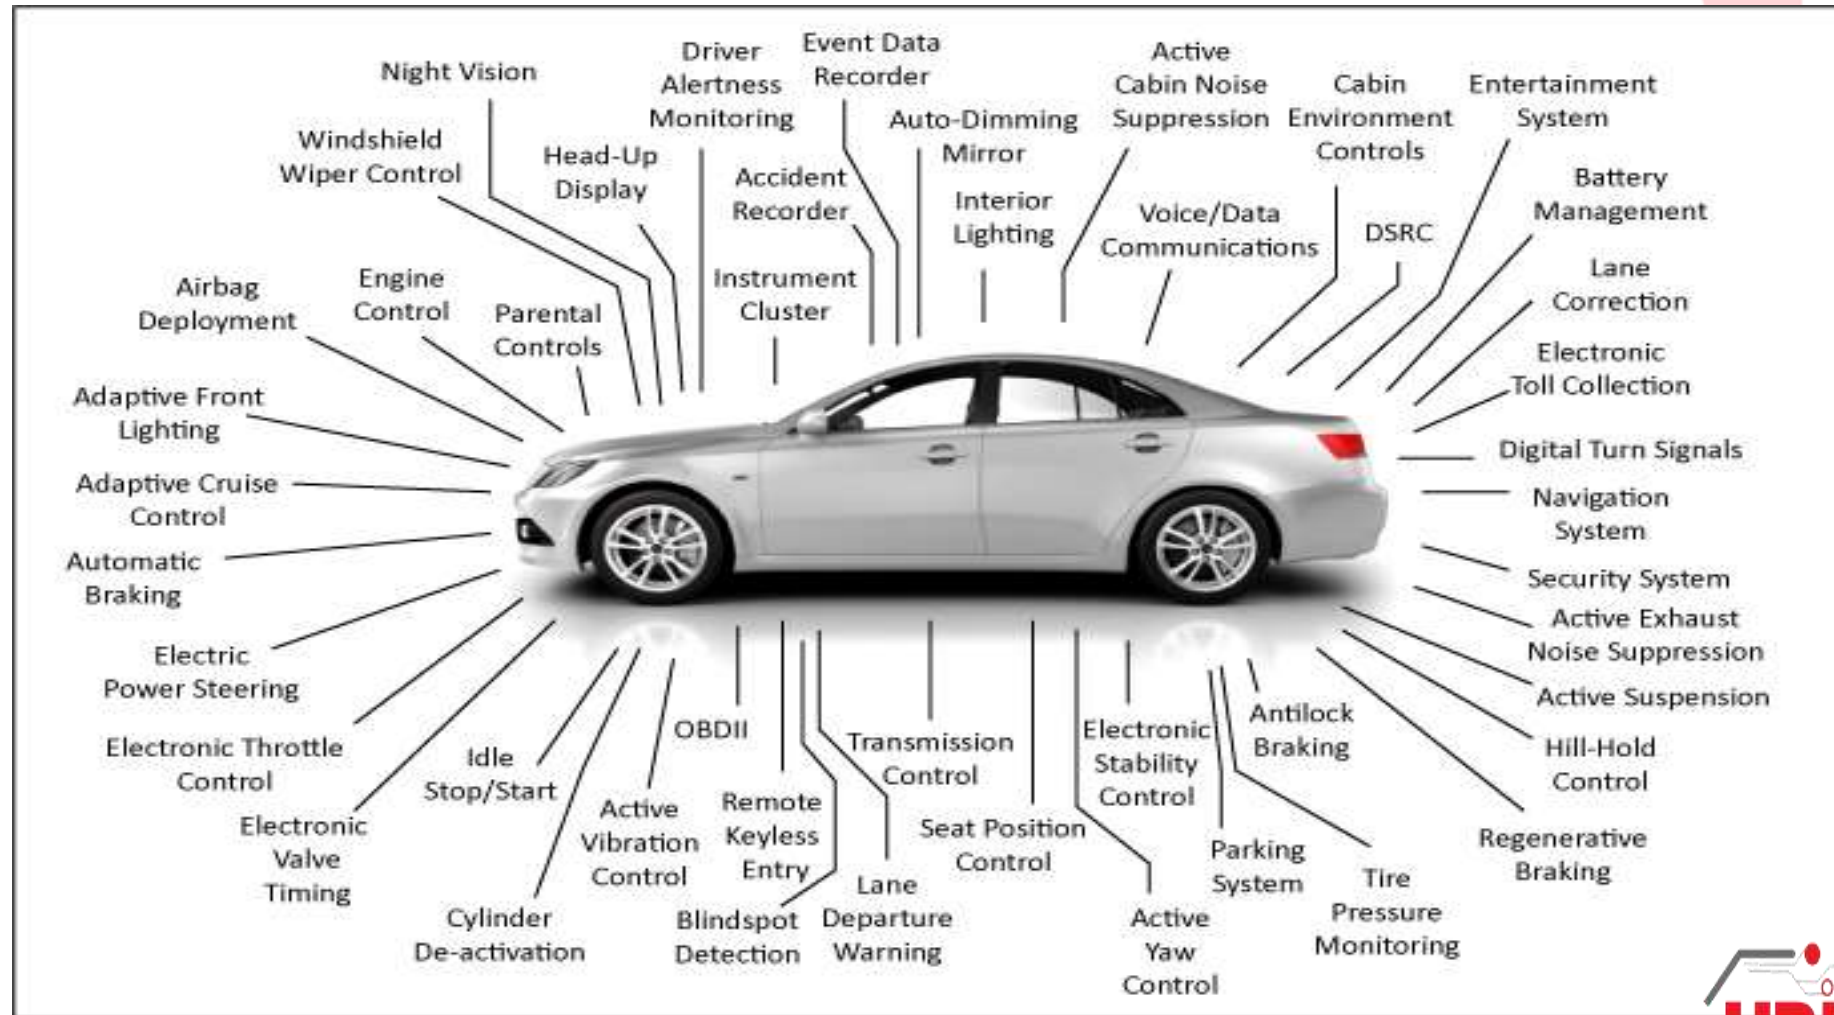 Night Vision
Driver
Alertness
Monitoring
Event Data
Recorder
Active
Cabin Noise
Suppression
Cabin
Environment
Controls
Entertainment
System
Windshield
Wiper Control
Head-Up
Display
Accident
Recorder
Auto-Dimming
Mirror
Interior
Lighting
Voice/Data
Communications
DSRC
Battery
Management
Airbag
Deployment
Engine
Control
Parental
Controls
Instrument
Cluster
Lane
Correction
Electronic
Toll Collection
Adaptive Front
Lighting
Digital Turn Signals
Adaptive Cruise
Control
Navigation
System
Automatic
Braking
Security System
Active Exhaust
Noise Suppression
Electric
Power Steering
Active Suspension
Electronic Throttle
Control
Idle
Stop/Start
OBDII
Transmission
Control
Electronic
Stability
Control
Antilock
Braking
Hill-Hold
Control
Electronic
Valve
Timing
Active
Vibration
Control
Remote
Keyless
Entry
Seat Position
Control
Parking
System
Regenerative
Braking
Cylinder
De-activation
Blindspot
Detection
Lane
Departure
Warning
Active
Yaw
Control
Tire
Pressure
Monitoring